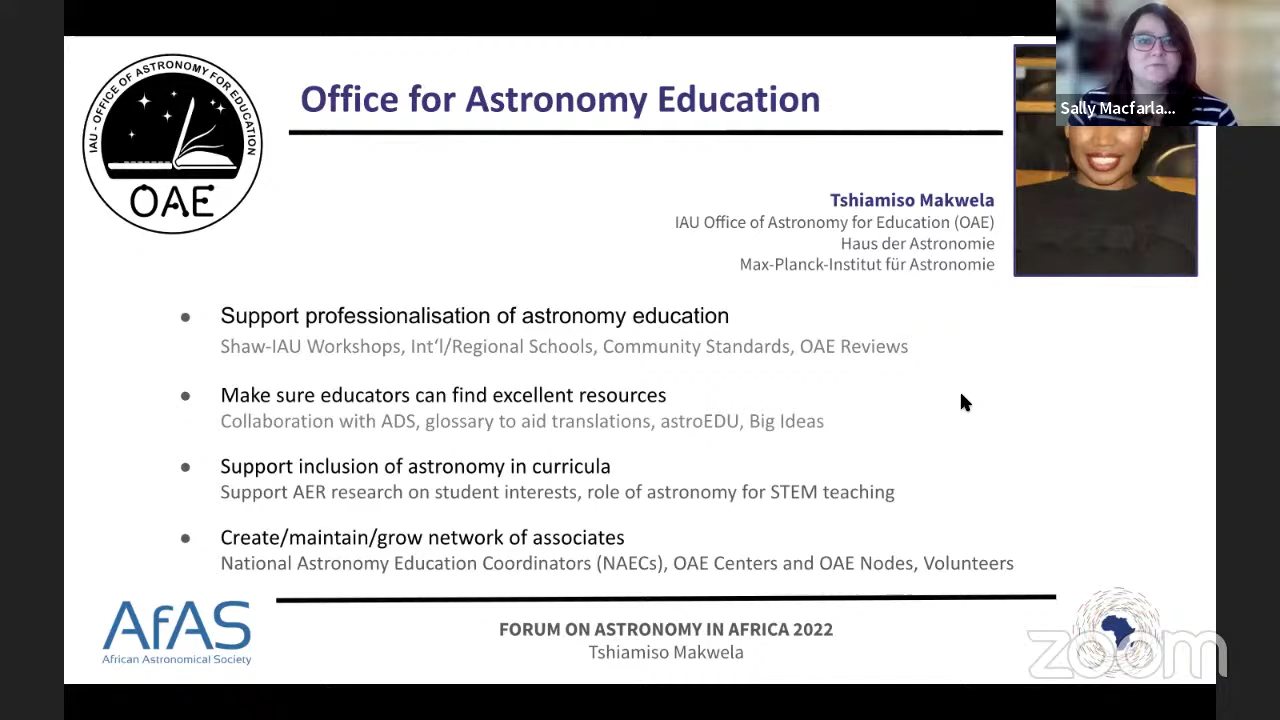 IAU - OFFICE OF ASTRONOMY FOR EDUCATION
OAE
Office for Astronomy Education
Sally Macfarla...
Tshiamiso Makwela
IAU Office of Astronomy for Education (OAE)
Haus der Astronomie
Max-Planck-Institut für Astronomie
• Support professionalisation of astronomy education
Shaw-IAU Workshops, Int‘l/Regional Schools, Community Standards, OAE Reviews
• Make sure educators can find excellent resources
Collaboration with ADS, glossary to aid translations, astroEDU, Big Ideas
• Support inclusion of astronomy in curricula
Support AER research on student interests, role of astronomy for STEM teaching
• Create/maintain/grow network of associates
National Astronomy Education Coordinators (NAECs), OAE Centers and OAE Nodes, Volunteers
AfAS
African Astronomical Society
FORUM ON ASTRONOMY IN AFRICA 2022
Tshiamiso Makwela
zoom